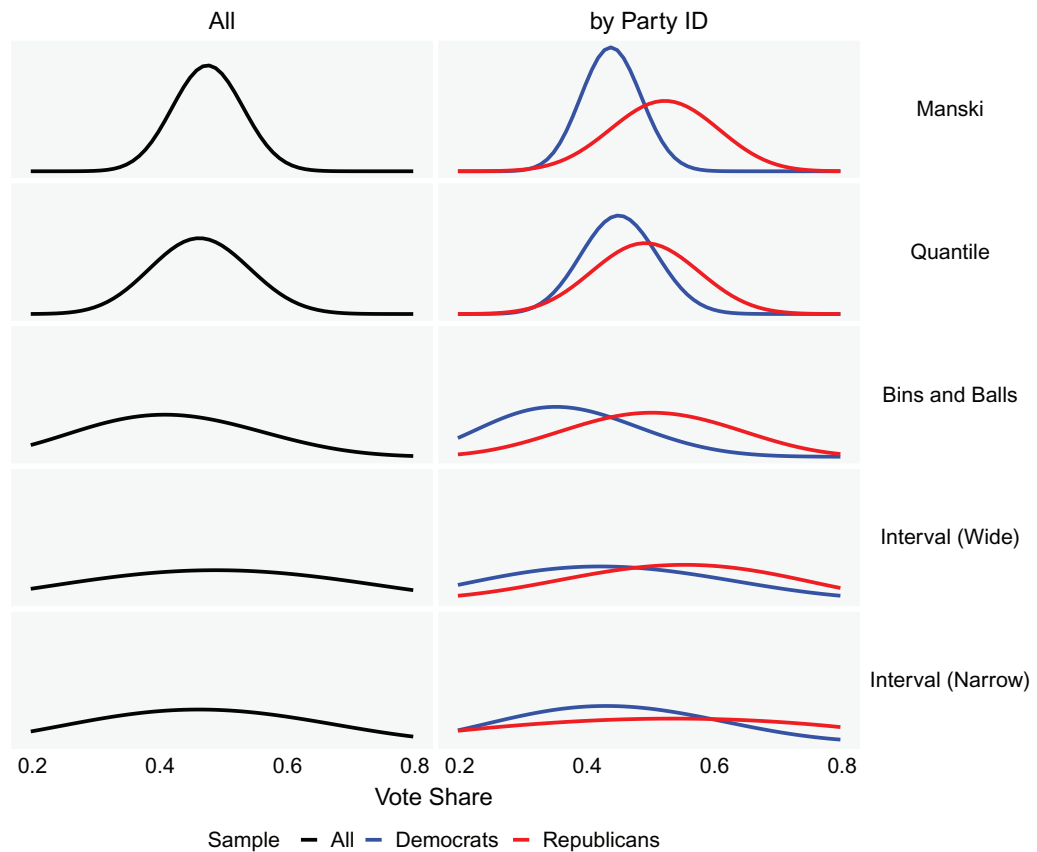 All by Party ID
Manski
Quantile
Bins and Balls
Interval (Wide)
Interval (Narrow)
0.2 0.4 0.6 0.8 0.2 0.4 0.6 0.8
Vote Share
Sample All Democrats Republicans